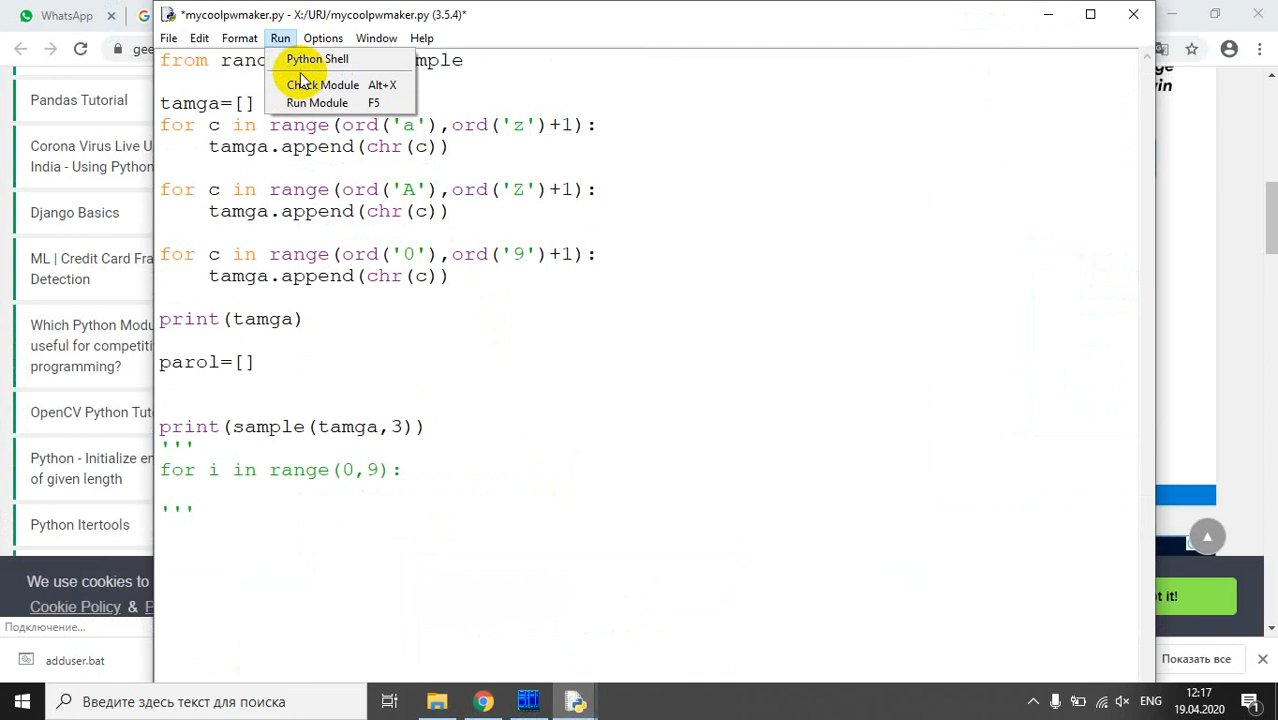 WhatsApp
*mycoolpwmaker.py - X:/URJ/mycoolpwmaker.py (3.5.4)*
File Edit Format Run Options Window Help
Python Shell
Check Module Alt+X
Run Module F5
tamga=[]
for c in range(ord('a'),ord('z')+1):
tamga.append(chr(c))
for c in range(ord('A'),ord('Z')+1):
tamga.append(chr(c))
for c in range(ord('0'),ord('9')+1):
tamga.append(chr(c))
print(tamga)
parol=[]
print(sample(tamga,3))
'''
for i in range(0,9):
'''
from
Pandas Tutorial
Corona Virus Live U
India - Using Python
Django Basics
ML | Credit Card Fra
Detection
Which Python Modu
useful for competiti
programming?
OpenCV Python Tut
Python - Initialize e
of given length
Python Itertools
We use cookies to
Cookie Policy & P
Подключение...
t it!
adduser.bat
Показать все
Введите здесь текст для поиска
ENG
12:17
19.04.2020